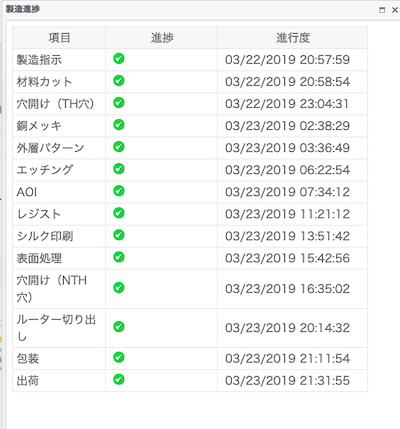 製造進捗
項目 進捗 進行度
製造指示 03/22/2019 20:57:59
材料カット 03/22/2019 20:58:54
穴開け（TH穴） 03/22/2019 23:04:31
銅メッキ 03/23/2019 02:38:29
外層パターン 03/23/2019 03:36:49
エッチング 03/23/2019 06:22:54
AOI 03/23/2019 07:34:12
レジスト 03/23/2019 11:21:12
シルク印刷 03/23/2019 13:51:42
表面処理 03/23/2019 15:42:56
穴開け（NTH
穴） 03/23/2019 16:35:02
ルーター切り出
し 03/23/2019 20:14:32
包装 03/23/2019 21:11:54
出荷 03/23/2019 21:31:55